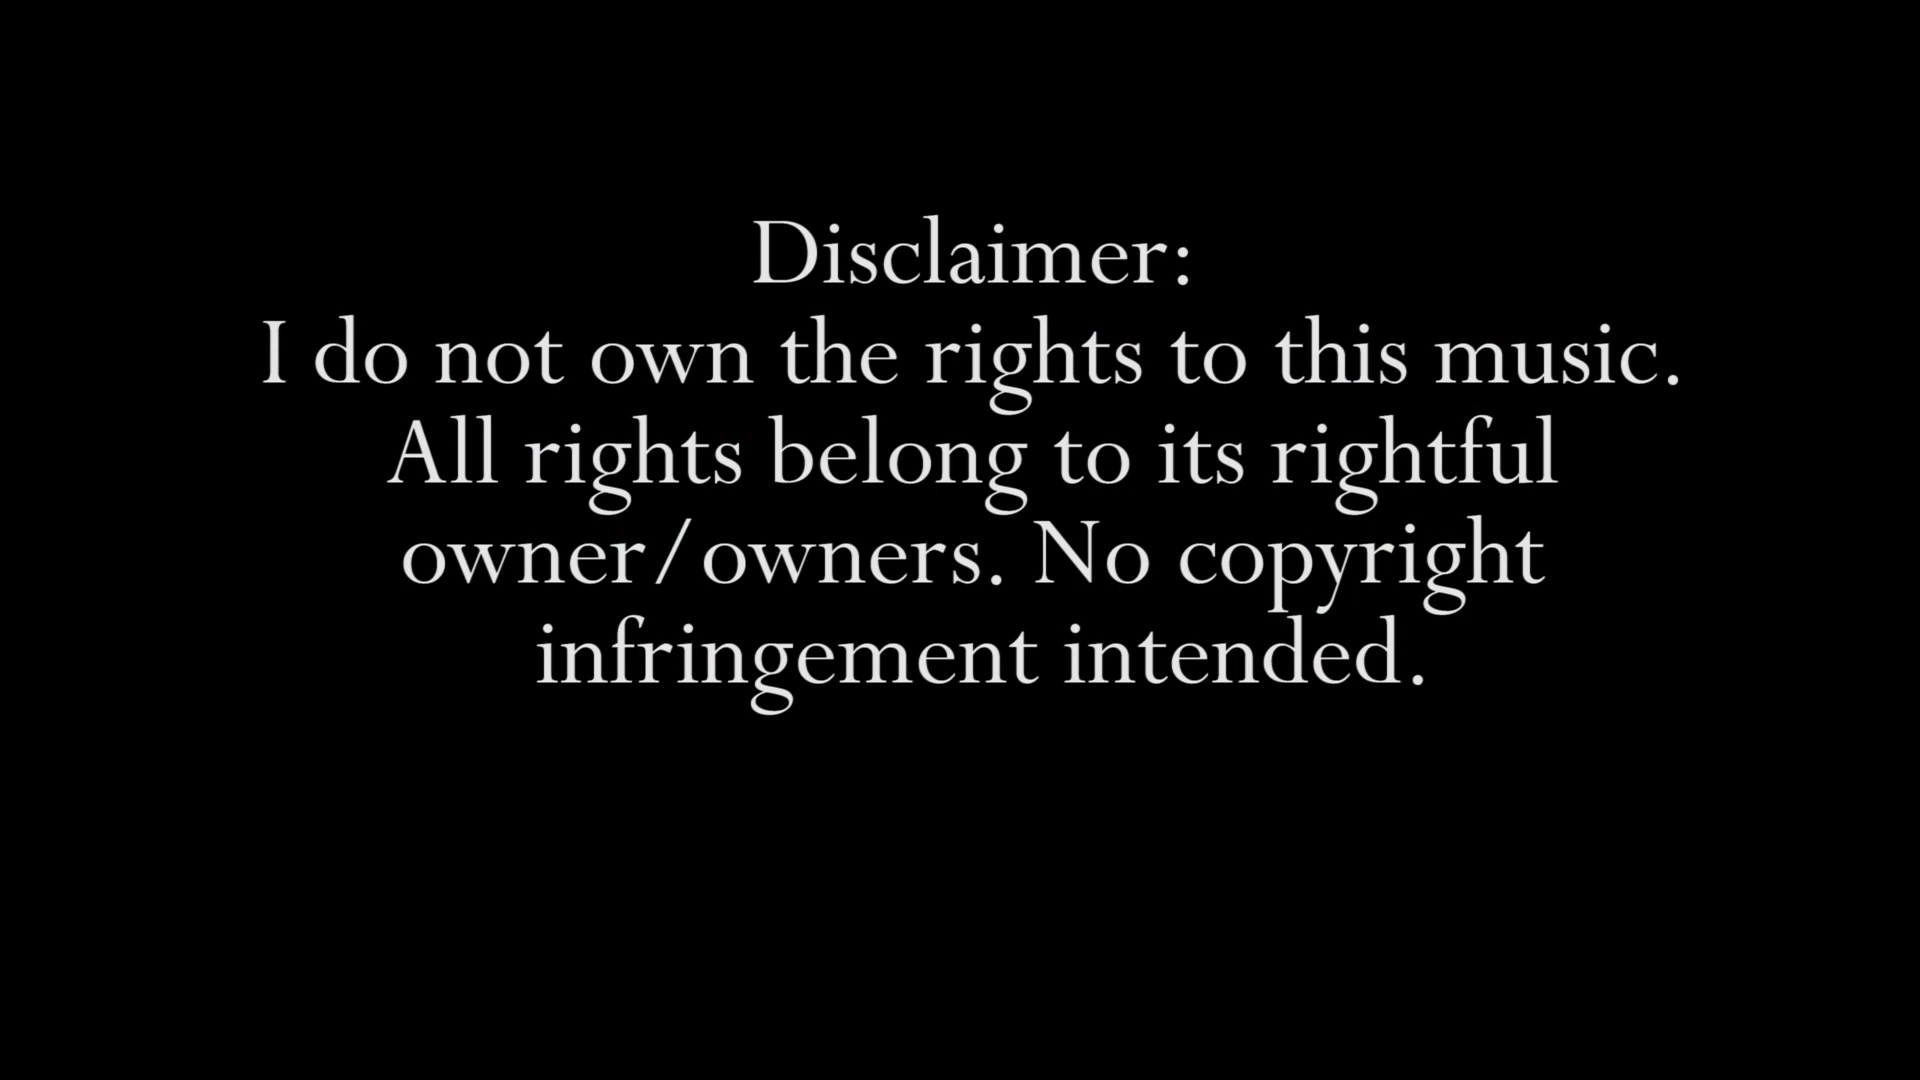 Disclaimer:
I do not own the rights to this music.
All rights belong to its rightful
owner/owners. No copyright
infringement intended.